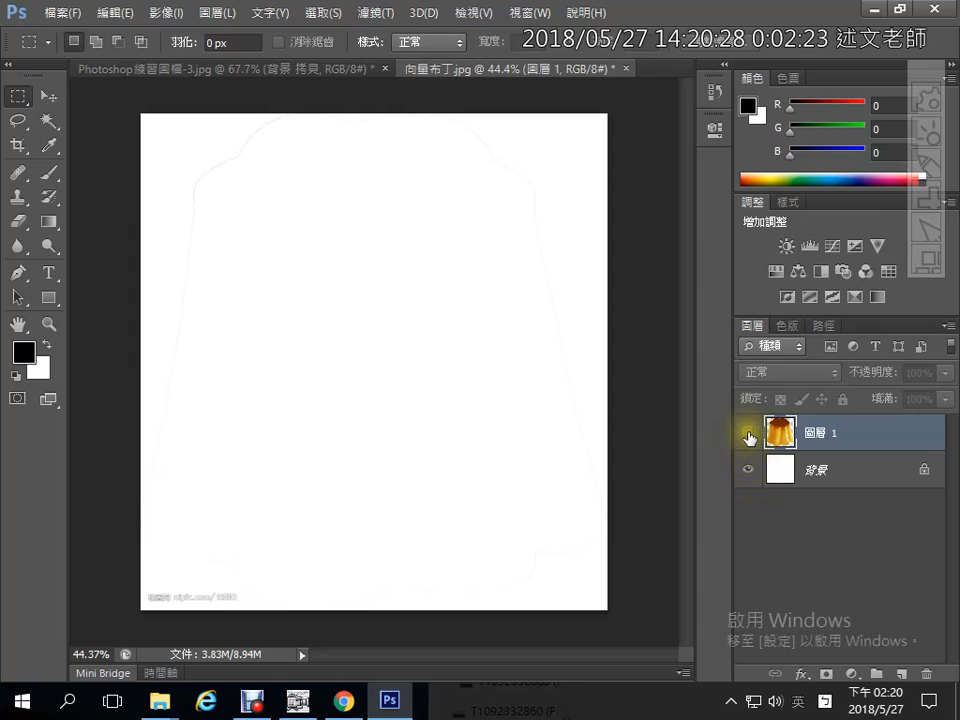 Ps 檔案(F) 編輯(E) 影像(I) 圖層(L) 文字(Y) 選取(S) 濾鏡(T) 3D(D) 檢視(V) 視窗(W) 說明(H)
羽化: 0 px 消除鋸齒 樣式: 正常 寬度:
2018/05/27 14:20:28 0:02:23 述文老師
Photoshop練習圖檔-3.jpg @ 67.7% (背景 拷貝, RGB/8#) * × 向量布丁.jpg @ 44.4% (圖層 1, RGB/8#) * ×
顏色 色票
R 0
G 0
B 0
調整 樣式
增加調整
圖層 色版 路徑
種類
正常 不透明度: 100%
鎖定: 填滿: 100%
圖層 1
背景
啟用 Windows
移至 [設定] 以啟用 Windows。
44.37% 文件: 3.83M/8.94M
Mini Bridge 時間軸
英
下午 02:20
2018/5/27